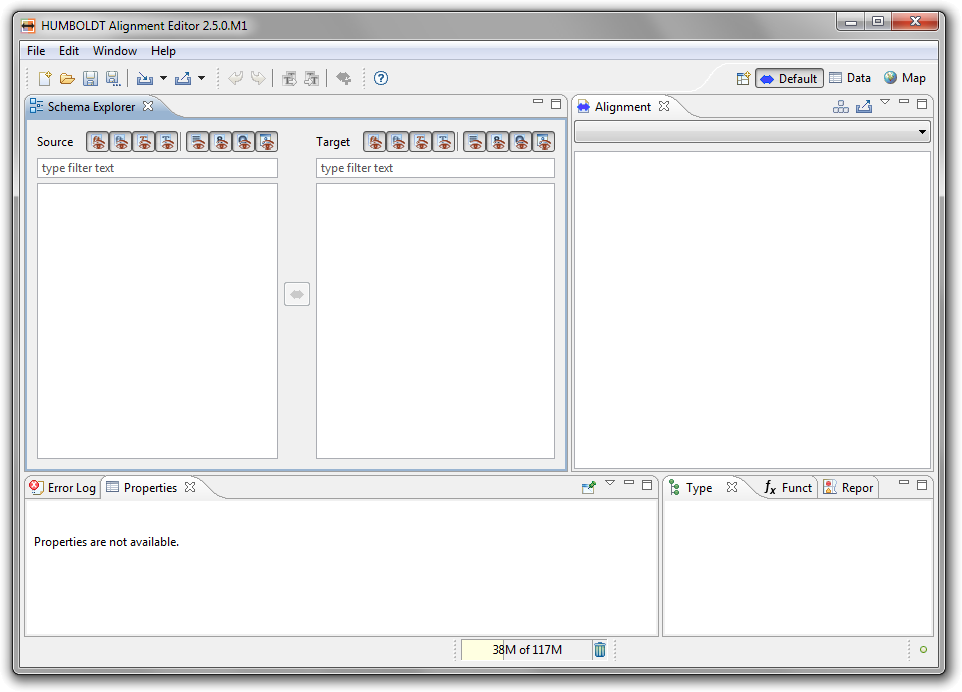 HUMBOLDT Alignment Editor 2.5.0.M1
File Edit Window Help
Default Data Map
Schema Explorer
Alignment
Source
Target
type filter text
type filter text
Error Log Properties
Type Funct Repor
Properties are not available.
38M of 117M